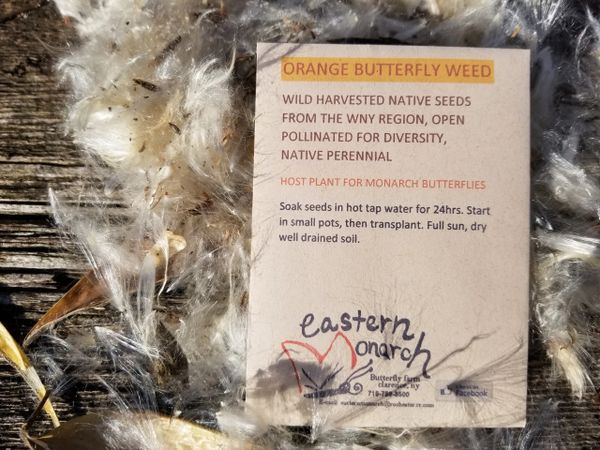 ORANGE BUTTERFLY WEED
WILD HARVESTED NATIVE SEEDS
FROM THE WNY REGION, OPEN
POLLINATED FOR DIVERSITY,
NATIVE PERENNIAL
HOST PLANT FOR MONARCH BUTTERFLIES
Soak seeds in hot tap water for 24hrs. Start
in small pots, then transplant. Full sun, dry
well drained soil.
eastern
Monarch
Butterfly farm
clarence, ny
Facebook